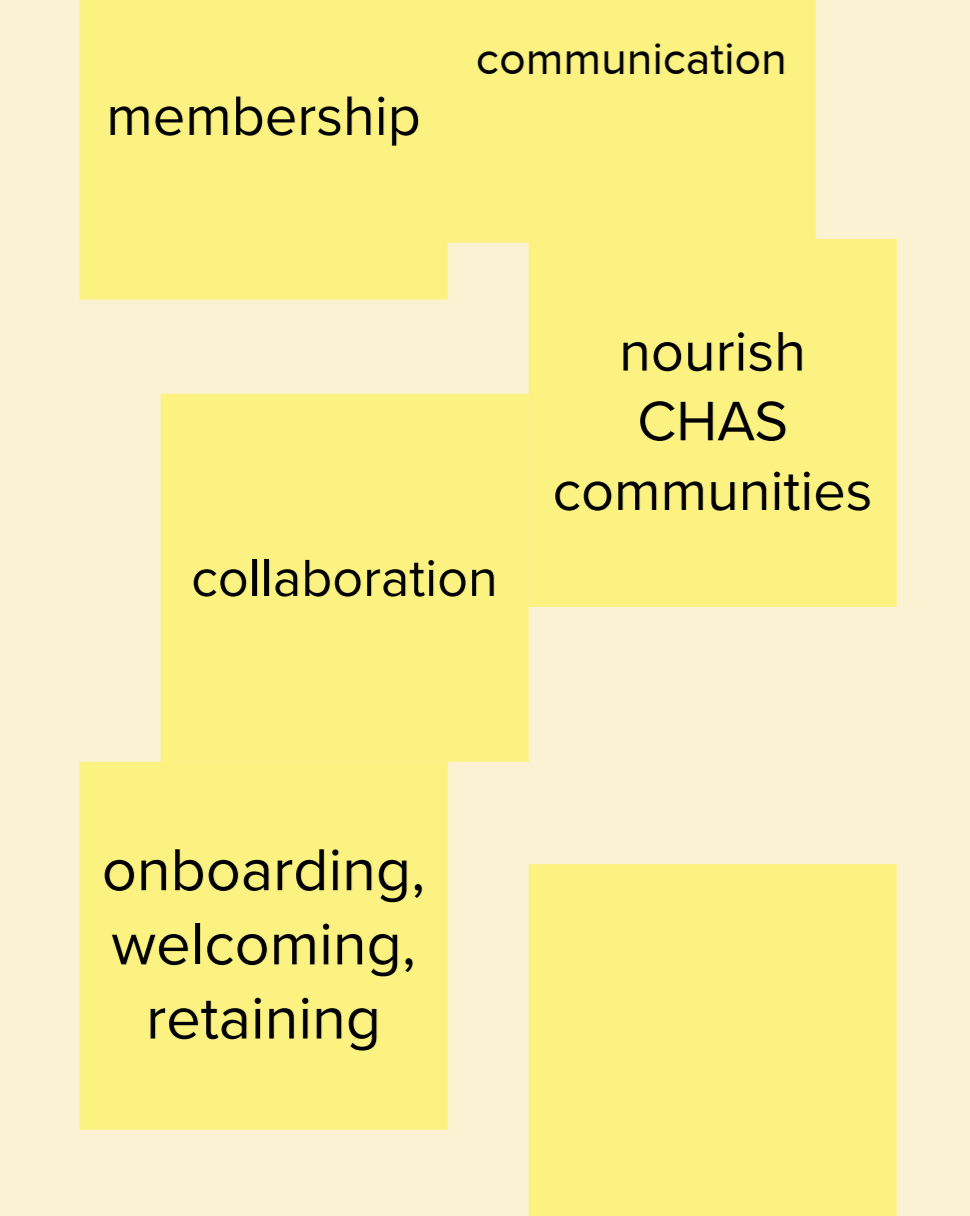 membership
communication
nourish
CHAS
communities
collaboration
onboarding,
welcoming,
retaining